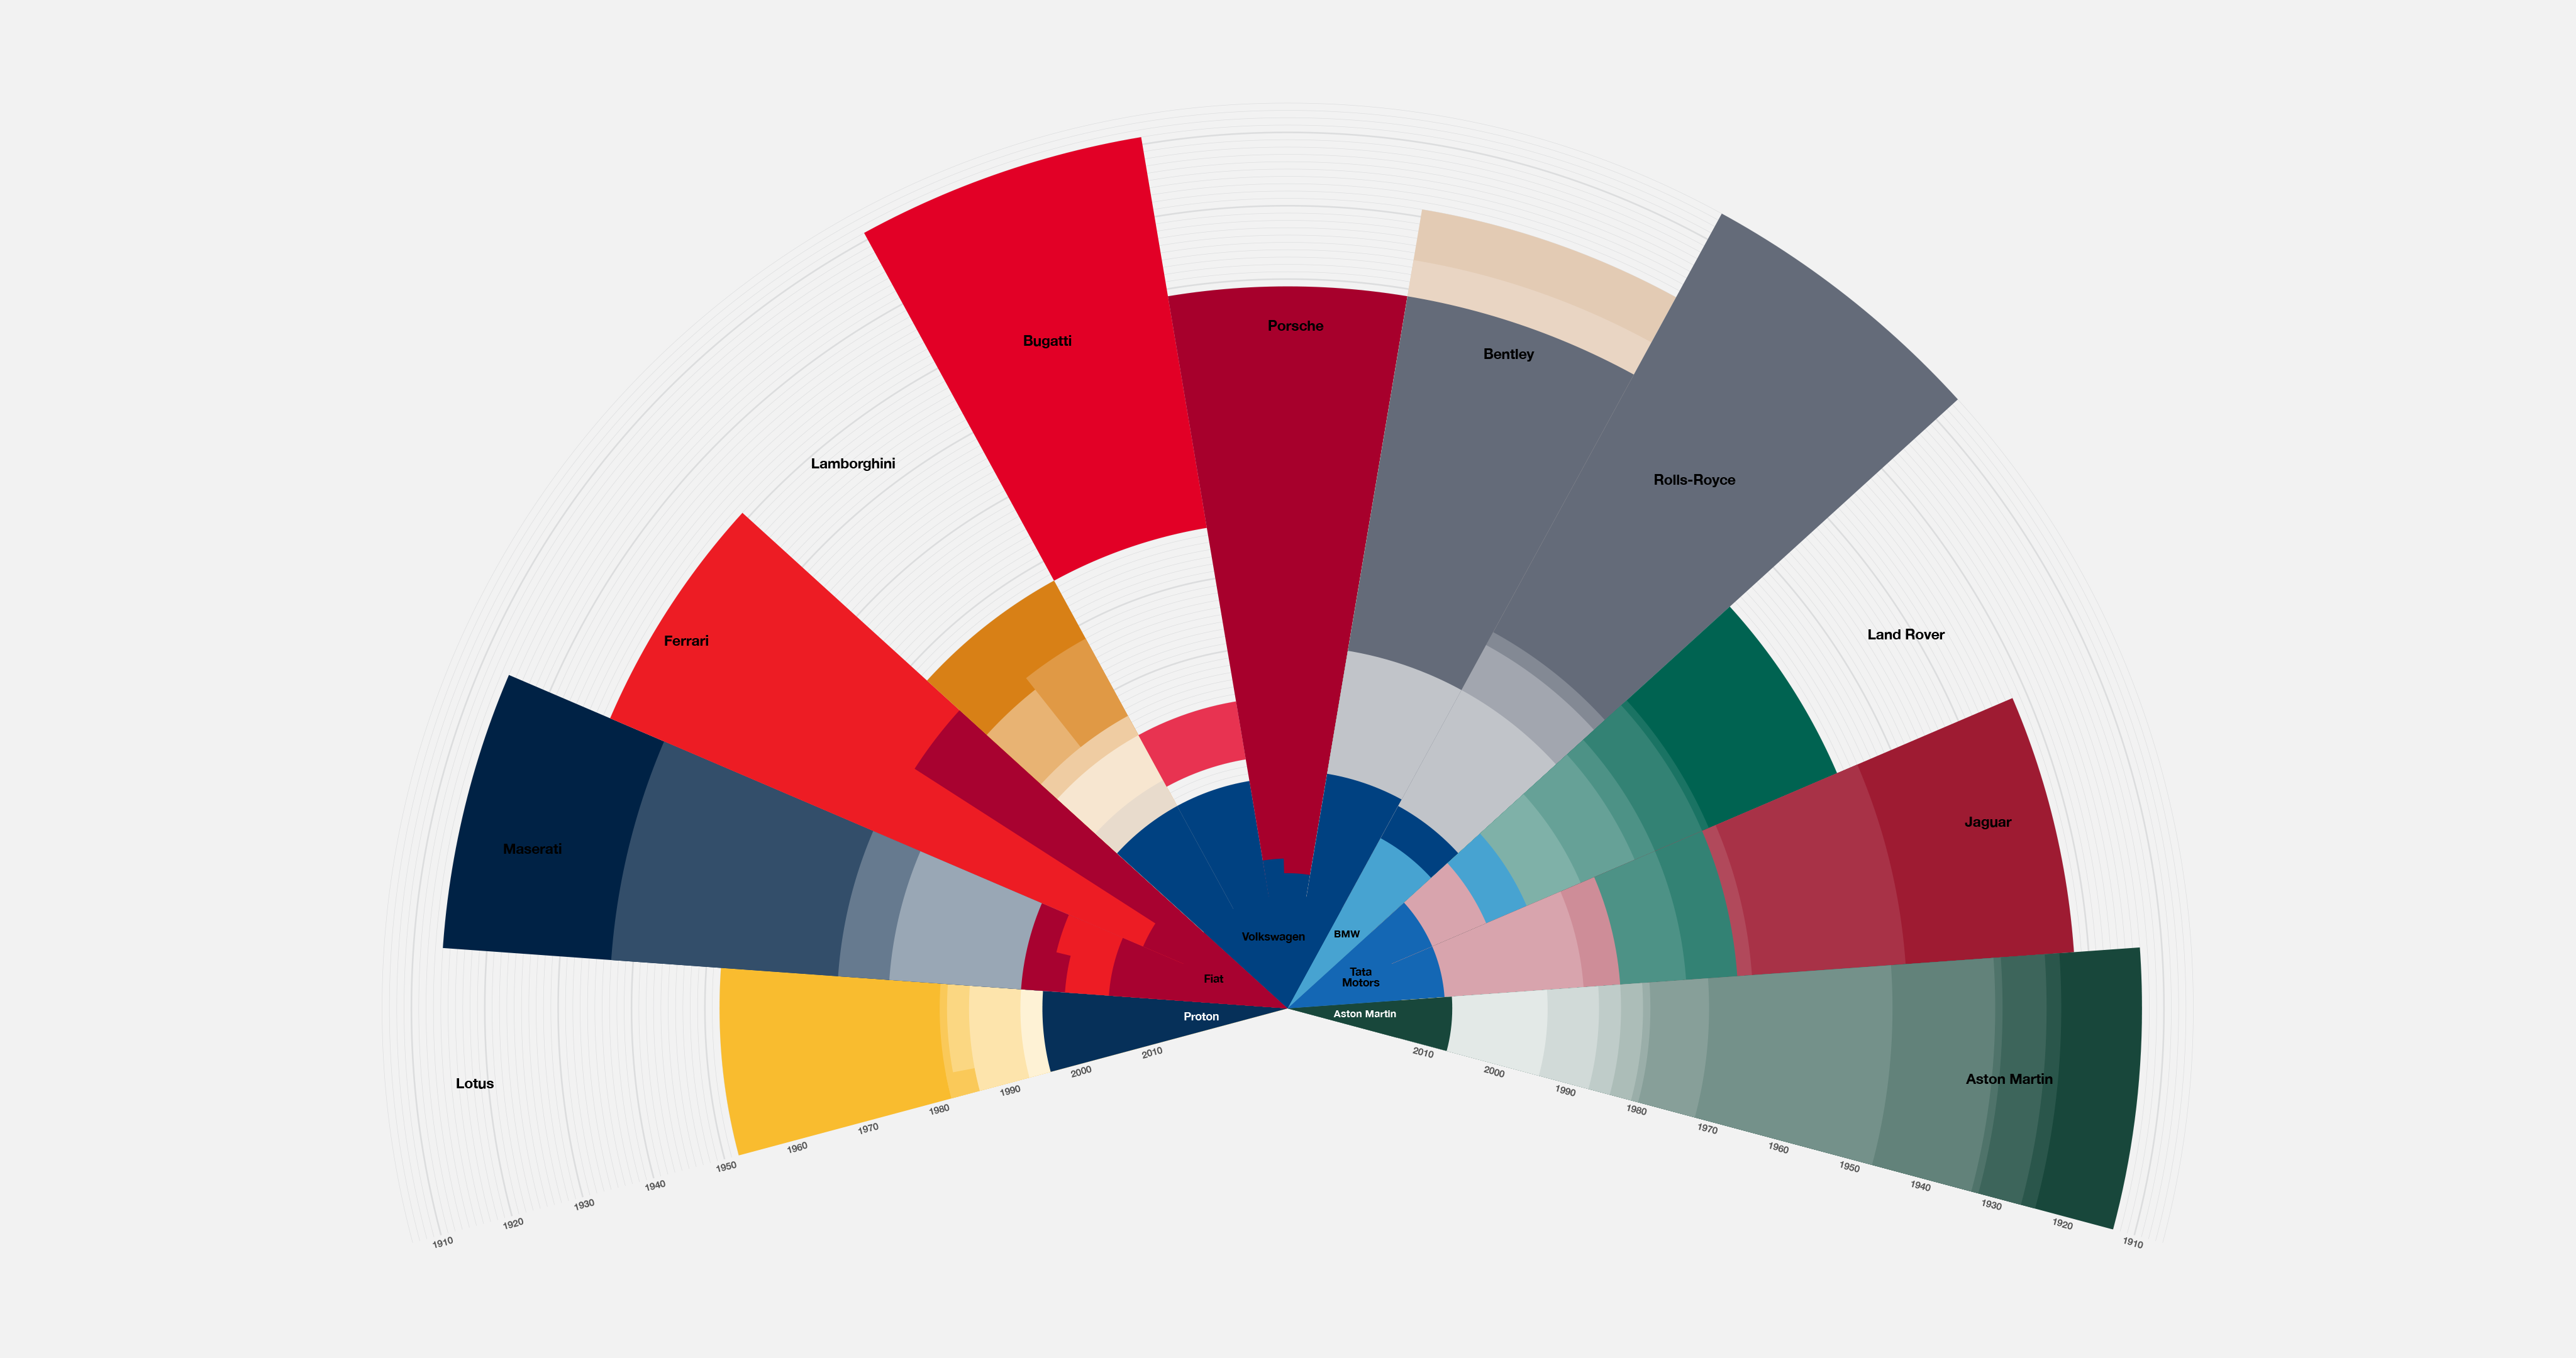 Bugatti
Porsche
Bentley
Lamborghini
Rolls-Royce
Ferrari
Land Rover
Maserati
Jaguar
Volkswagen
BMW
Fiat
Tata
Motors
Proton
Aston Martin
Lotus
Aston Martin
2010
2000
1990
1980
1970
1960
1950
1940
1930
1920
1910
2010
2000
1990
1980
1970
1960
1950
1940
1930
1920
1910